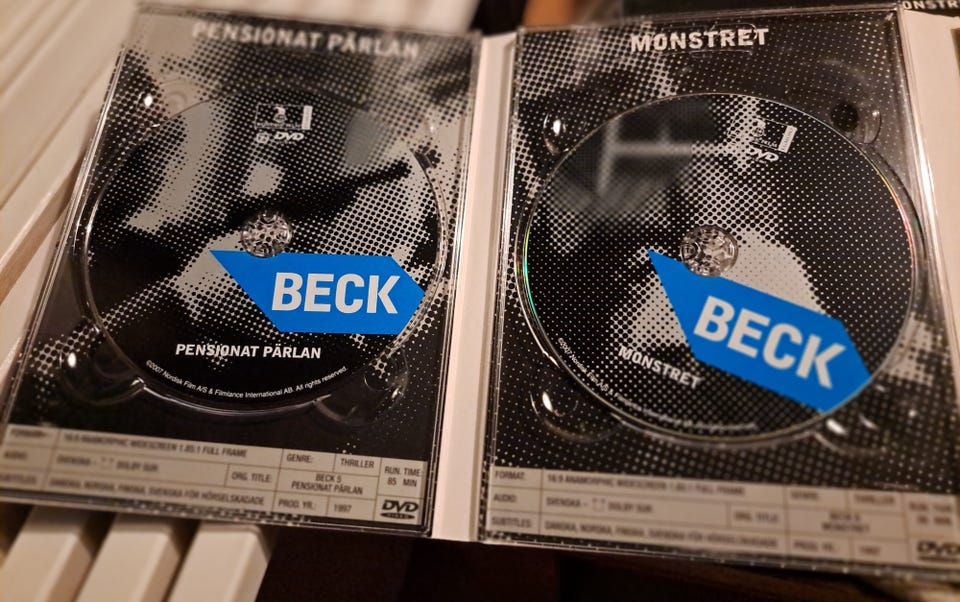 PENSIONAT PÄRLAN
DVD
BECK
PENSIONAT PÄRLAN
©2007 Nordisk Film A/S & Filmlance International AB. All rights reserved.
FORMAT: 16:9 ANAMORPHIC WIDESCREEN 1.85:1 FULL FRAME
AUDIO: SVENSKA - DOLBY SUR
SUBTITLES: DANSKA, NORSKA, FINSKA, SVENSKA FÖR HÖRSELSKADADE
GENRE: THRILLER
ORG. TITLE: BECK 5
PENSIONAT PÄRLAN
PROD. YR.: 1997
RUN. TIME:
85 MIN
DVD
VIDEO
MONSTRET
DVD
BECK
MONSTRET
©2007 Nordisk Film A/S
FORMAT: 16:9 ANAMORPHIC WIDESCREEN 1.85:1 FULL FRAME
AUDIO: SVENSKA - DOLBY SUR
SUBTITLES: DANSKA, NORSKA, FINSKA, SVENSKA FÖR HÖRSELSKADADE
GENRE: THRILLER
ORG. TITLE:
MONSTRET
PROD. YR.: 1997
DVD